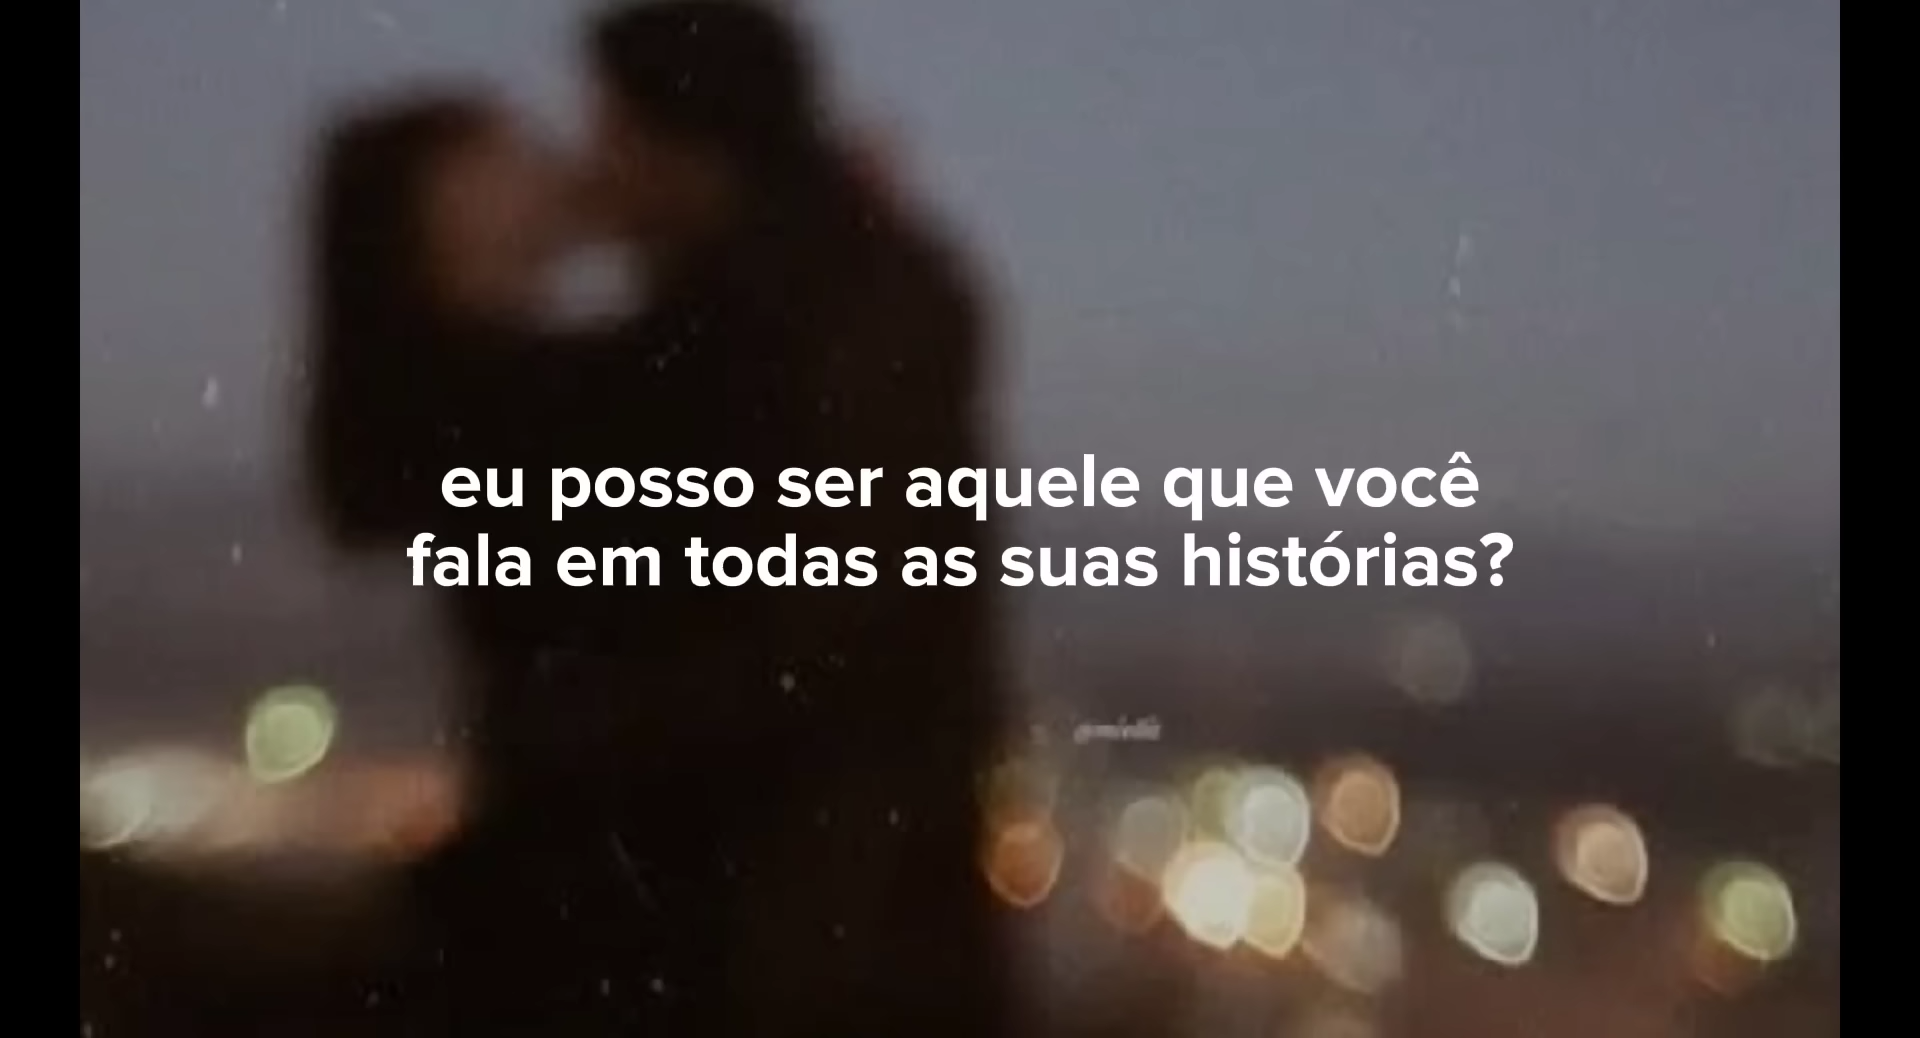 eu posso ser aquele que você
fala em todas as suas histórias?